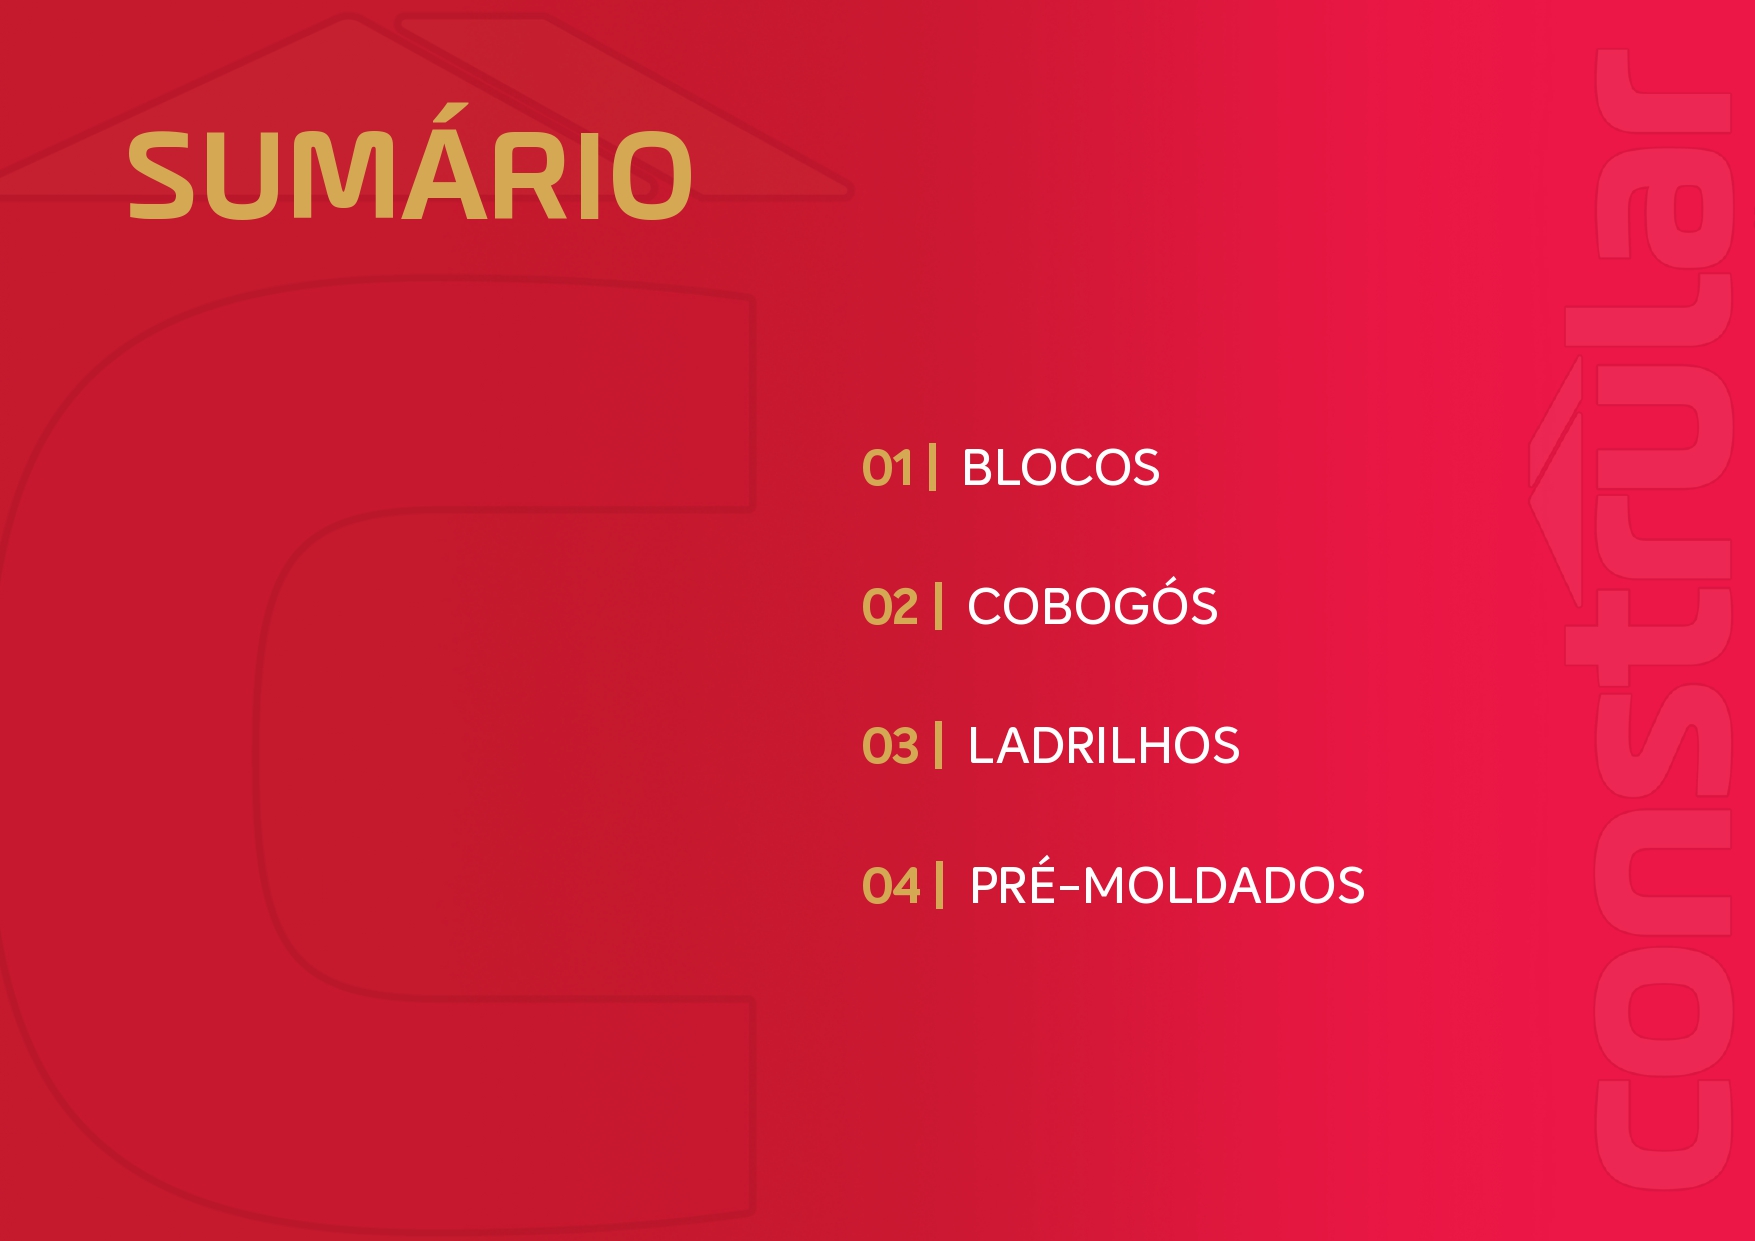 SUMÁRIO
01 | BLOCOS
02 | COBOGÓS
03 | LADRILHOS
04 | PRÉ-MOLDADOS
constrular